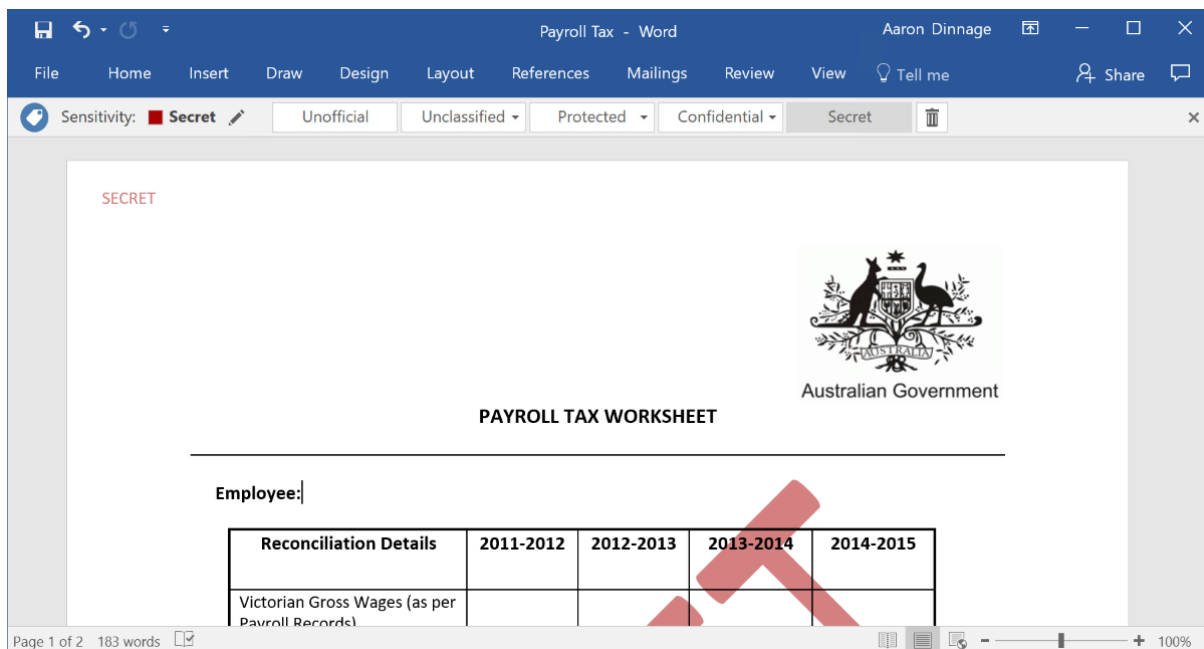 Payroll Tax - Word
Aaron Dinnage
File Home Insert Draw Design Layout References Mailings Review View Tell me Share
Sensitivity: Secret Unofficial Unclassified Protected Confidential Secret
SECRET
AUSTRALIA
Australian Government
PAYROLL TAX WORKSHEET
Employee:
Reconciliation Details 2011-2012 2012-2013 2013-2014 2014-2015
Victorian Gross Wages (as per
Payroll Records)
Page 1 of 2 183 words 100%